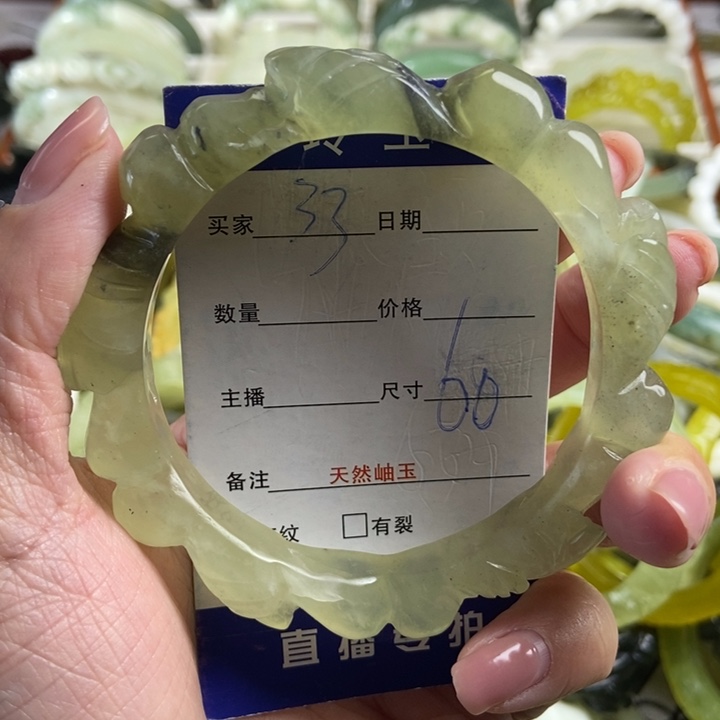 买家 33 日期
数量 价格
主播 尺寸 60
备注 天然岫玉
纹 □有裂
直播专拍